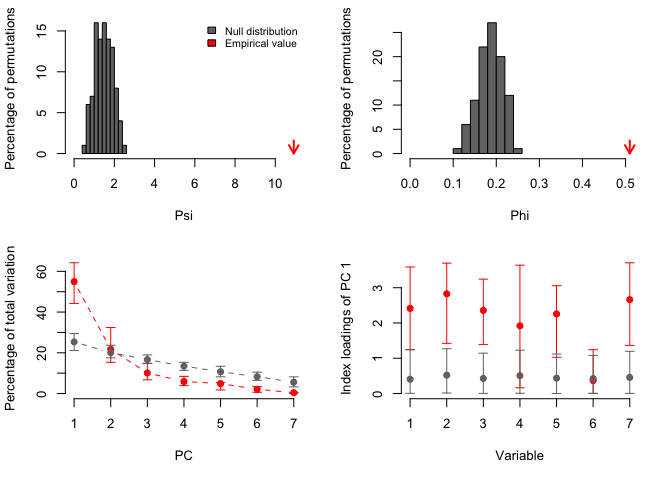 Percentage of permutations
15
10
5
0
0 2 4 6 8 10
Psi
Null distribution
Empirical value
Percentage of permutations
20
10
5
0
0.0 0.1 0.2 0.3 0.4 0.5
Phi
Percentage of total variation
60
40
20
0
1 2 3 4 5 6 7
PC
Index loadings of PC 1
3
2
1
0
1 2 3 4 5 6 7
Variable